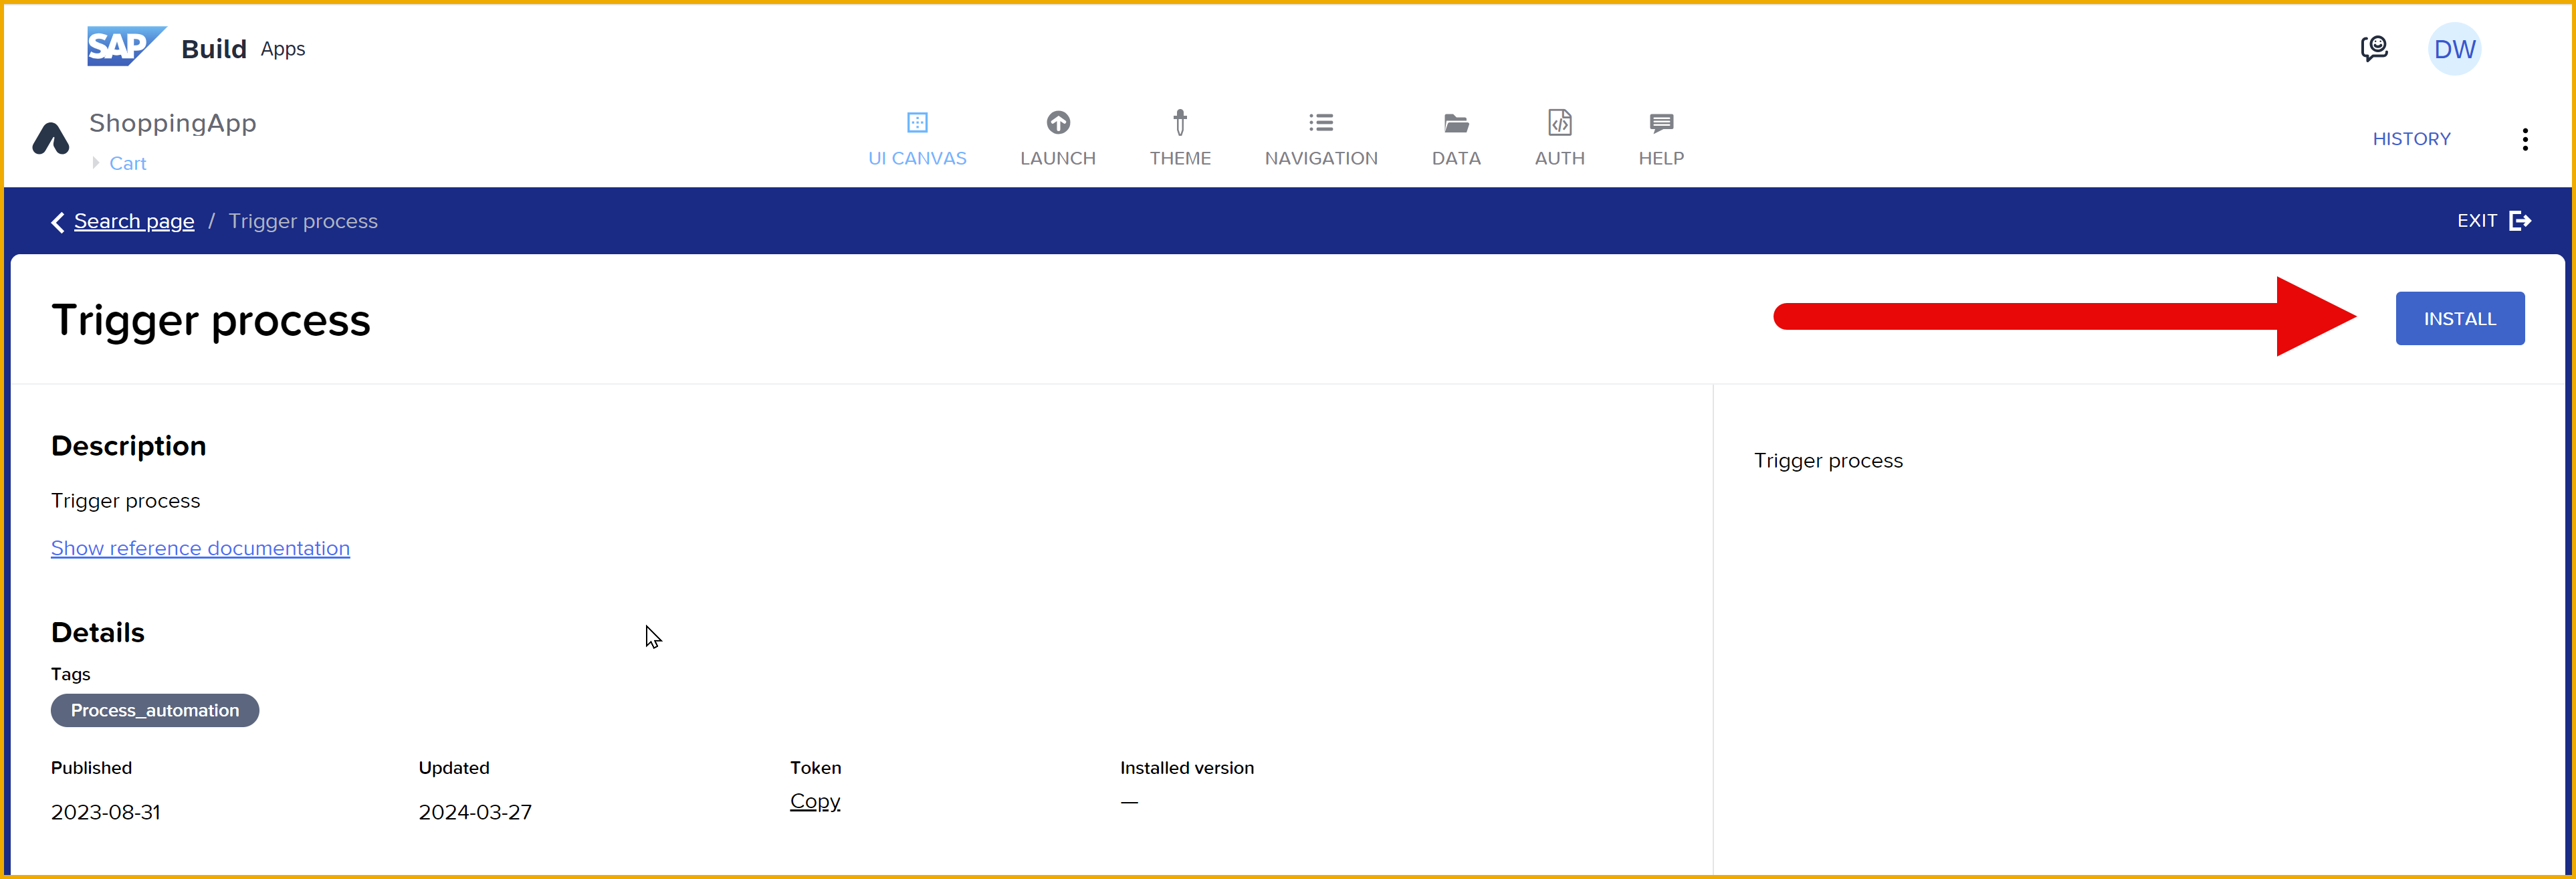 SAP Build Apps
DW
ShoppingApp
Cart
UI CANVAS
LAUNCH
THEME
NAVIGATION
DATA
AUTH
HELP
HISTORY
Search page / Trigger process
EXIT
Trigger process
INSTALL
Description
Trigger process
Show reference documentation
Trigger process
Details
Tags
Process_automation
Published
Updated
Token
Installed version
2023-08-31
2024-03-27
Copy
—